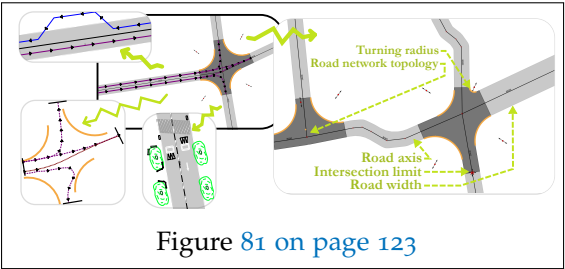 Turning radius
Road network topology
Road axis
Intersection limit
Road width
Figure 81 on page 123